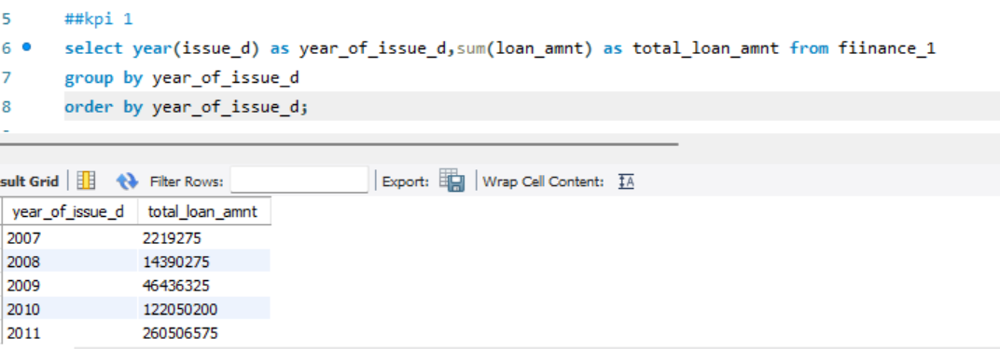 5 ##kpi 1
6 select year(issue_d) as year_of_issue_d,sum(loan_amnt) as total_loan_amnt from fiinance_1
7 group by year_of_issue_d
8 order by year_of_issue_d;
sult Grid Filter Rows: Export: Wrap Cell Content: IA
year_of_issue_d total_loan_amnt
2007 2219275
2008 14390275
2009 46436325
2010 122050200
2011 260506575